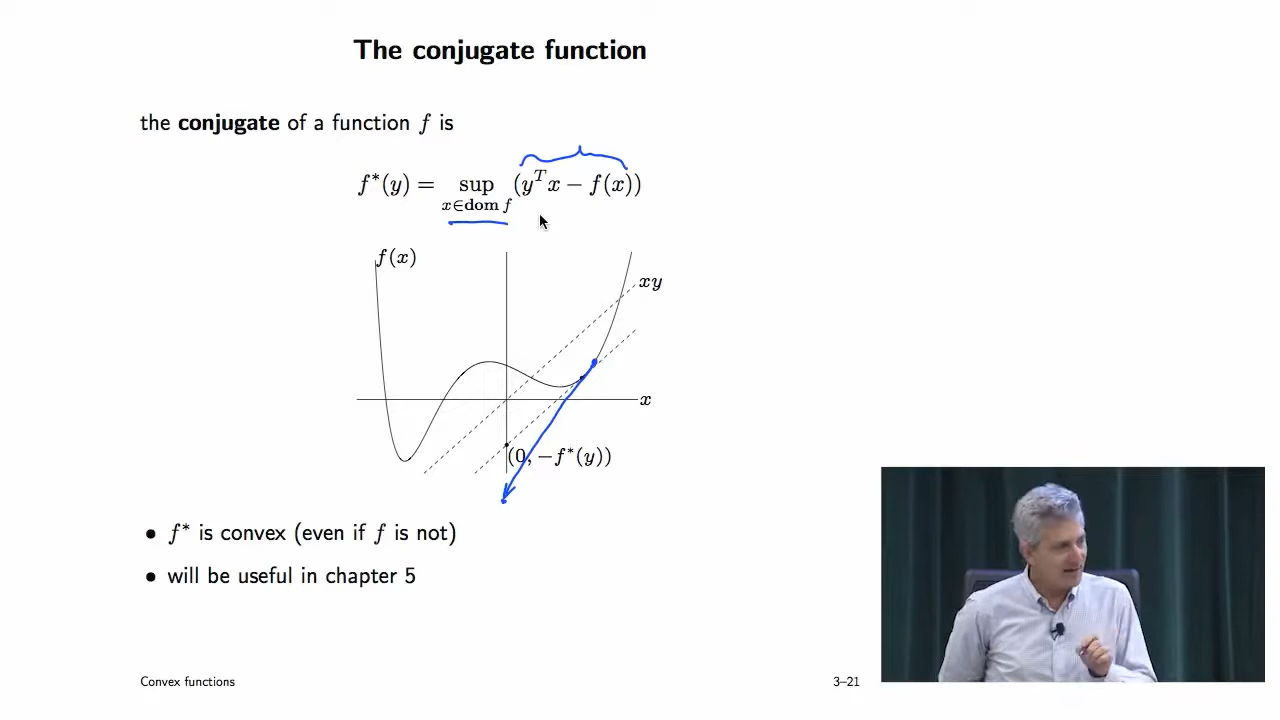 The conjugate function
the conjugate of a function f is
f*(y) = sup (y^T x − f(x))
x∈dom f
f(x)
xy
x
(0, −f*(y))
• f* is convex (even if f is not)
• will be useful in chapter 5
Convex functions
3–21